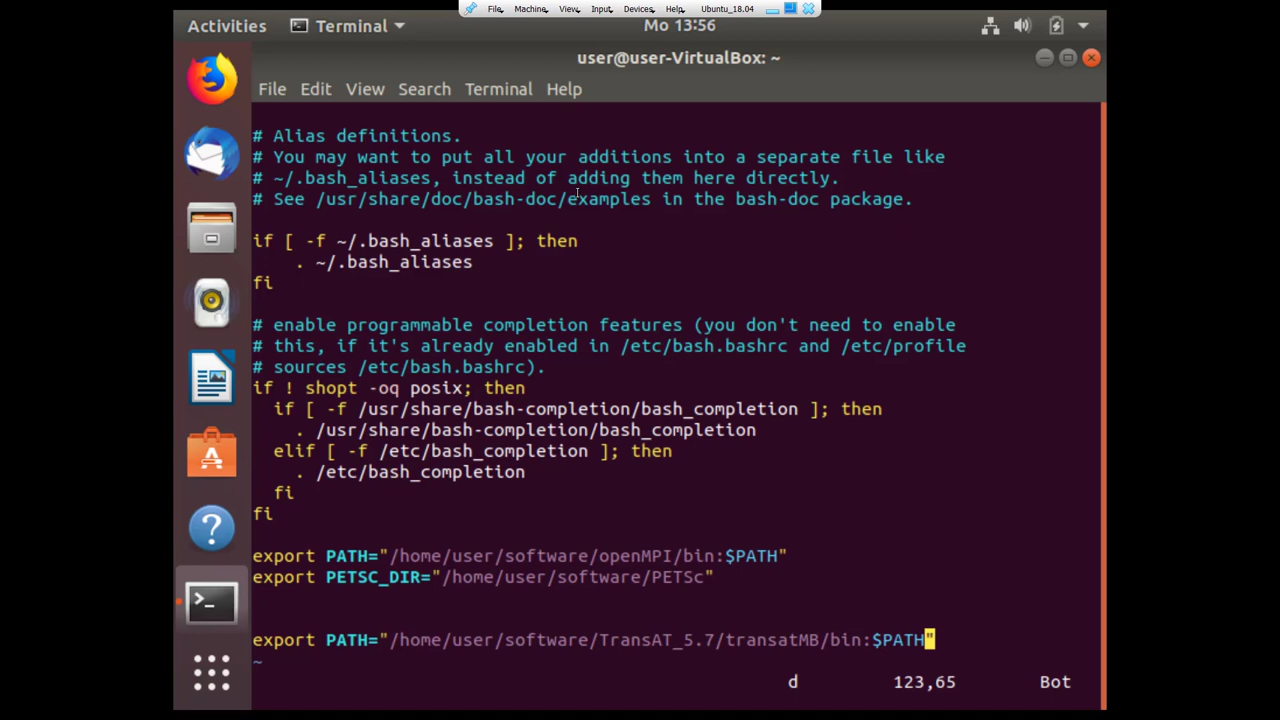 File Machine View Input Devices Help Ubuntu_18.04
Activities Terminal Mo 13:56
user@user-VirtualBox: ~
File Edit View Search Terminal Help
# Alias definitions.
# You may want to put all your additions into a separate file like
# ~/.bash_aliases, instead of adding them here directly.
# See /usr/share/doc/bash-doc/examples in the bash-doc package.
if [ -f ~/.bash_aliases ]; then
. ~/.bash_aliases
fi
# enable programmable completion features (you don't need to enable
# this, if it's already enabled in /etc/bash.bashrc and /etc/profile
# sources /etc/bash.bashrc).
if ! shopt -oq posix; then
if [ -f /usr/share/bash-completion/bash_completion ]; then
. /usr/share/bash-completion/bash_completion
elif [ -f /etc/bash_completion ]; then
. /etc/bash_completion
fi
fi
export PATH="/home/user/software/openMPI/bin:$PATH"
export PETSC_DIR="/home/user/software/PETSc"
export PATH="/home/user/software/TransAT_5.7/transatMB/bin:$PATH"
~
d 123,65 Bot